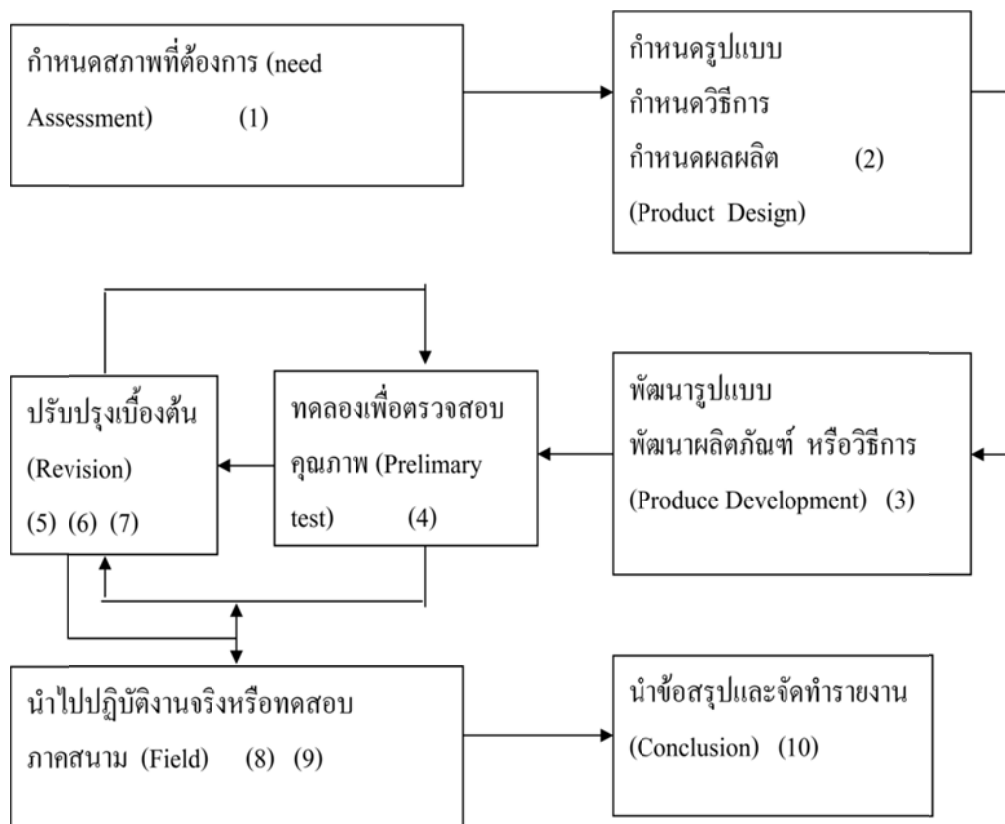 กำหนดสภาพที่ต้องการ (need
Assessment) (1)
กำหนดรูปแบบ
กำหนดวิธีการ
กำหนดผลผลิต (2)
(Product Design)
พัฒนารูปแบบ
พัฒนาผลิตภัณฑ์ หรือวิธีการ
(Produce Development) (3)
ทดลองเพื่อตรวจสอบ
คุณภาพ (Prelimary
test) (4)
ปรับปรุงเบื้องต้น
(Revision)
(5) (6) (7)
นำไปปฏิบัติงานจริงหรือทดสอบ
ภาคสนาม (Field) (8) (9)
นำข้อสรุปและจัดทำรายงาน
(Conclusion) (10)